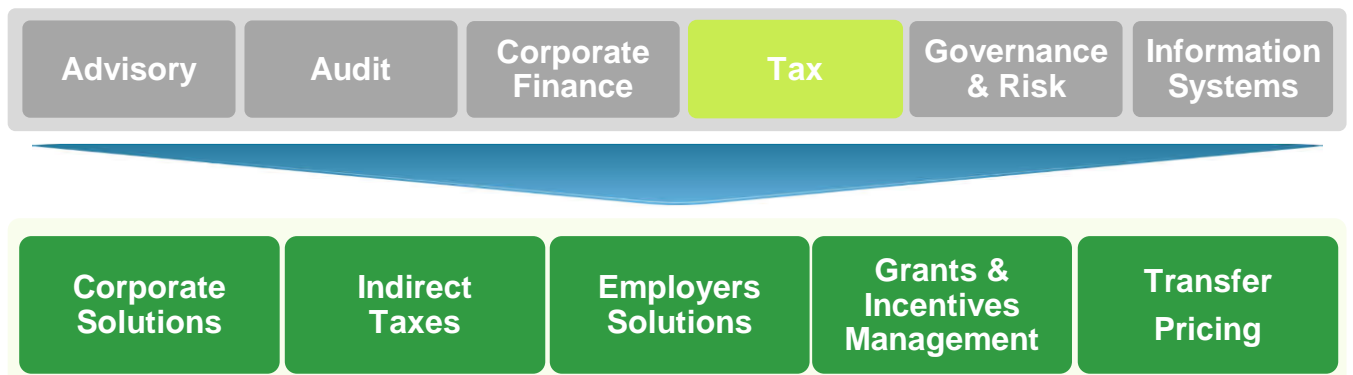 Advisory
Audit
Corporate
Finance
Tax
Governance
& Risk
Information
Systems
Corporate
Solutions
Indirect
Taxes
Employers
Solutions
Grants &
Incentives
Management
Transfer
Pricing